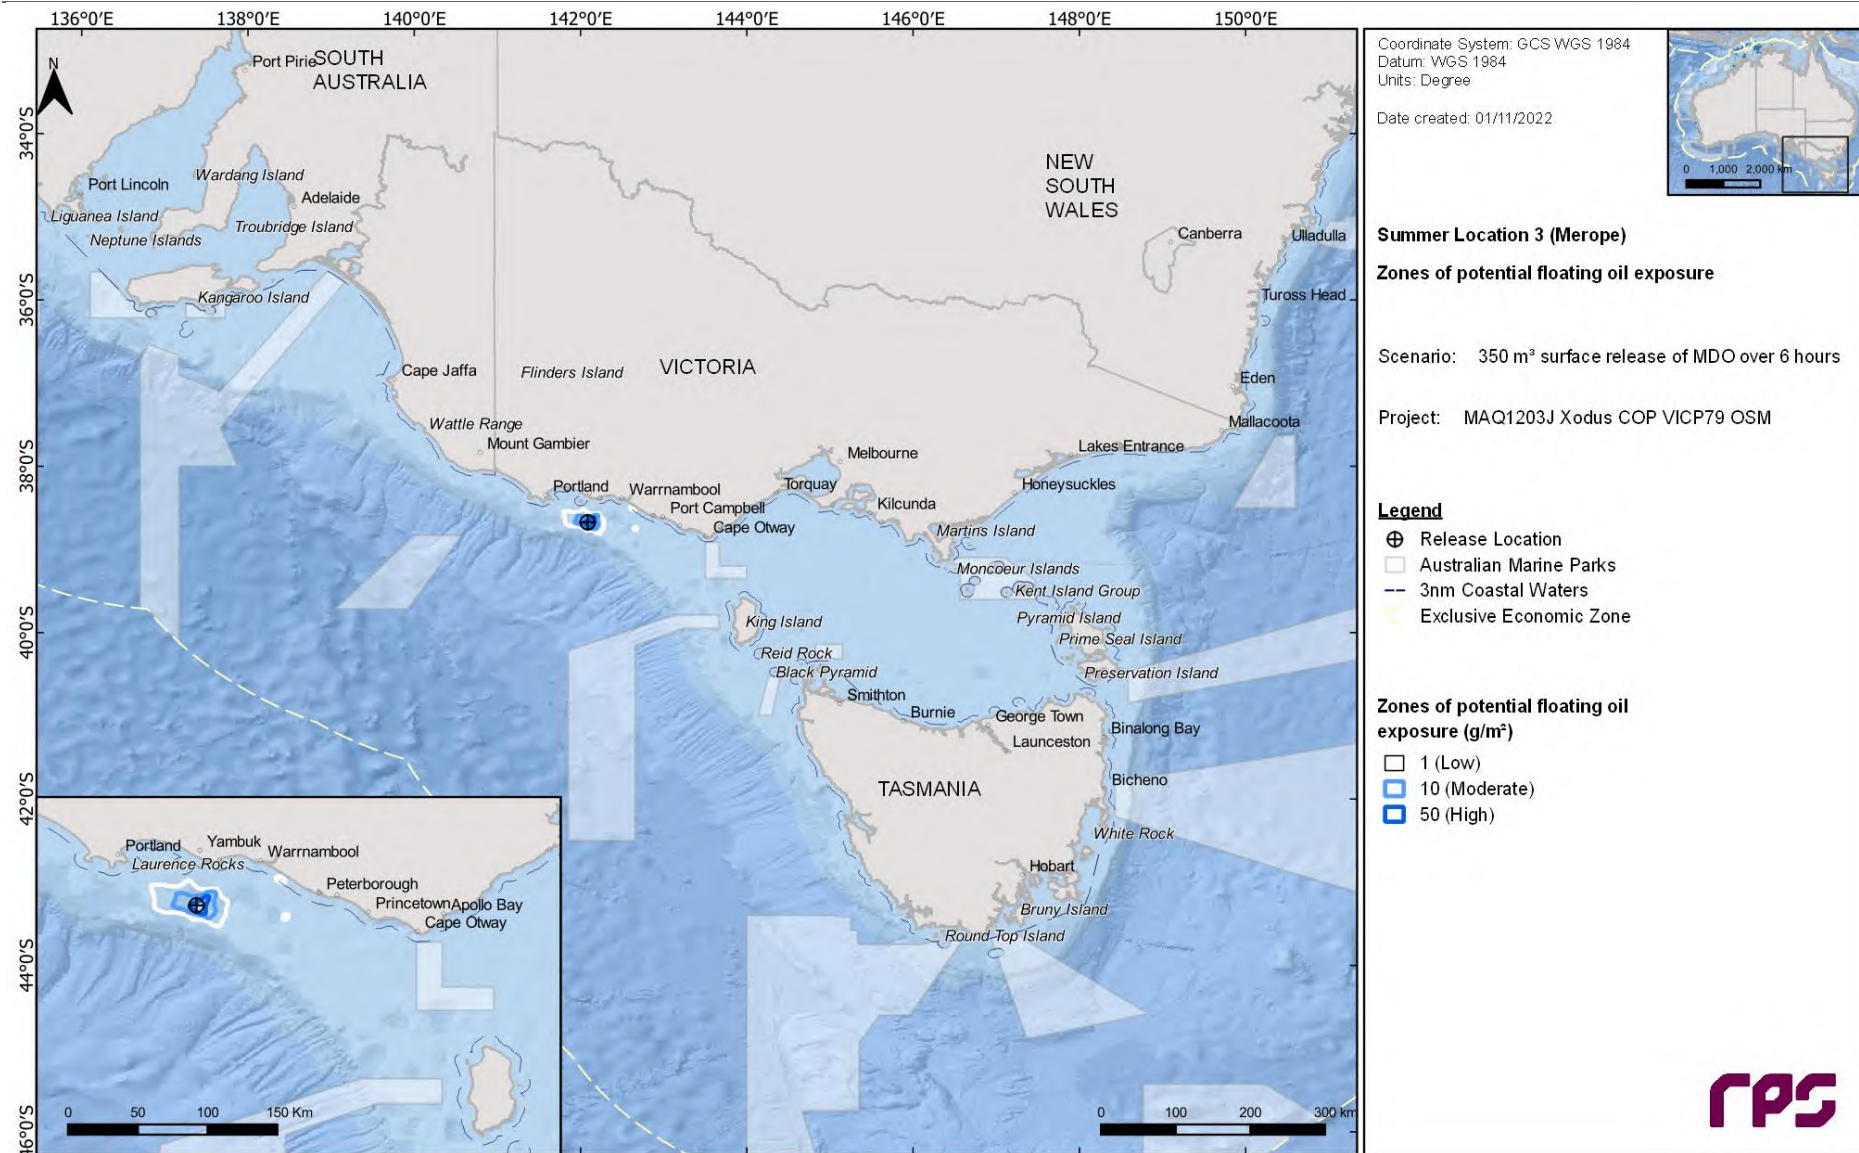 136°0'E 138°0'E 140°0'E 142°0'E 144°0'E 146°0'E 148°0'E 150°0'E
34°0'S
36°0'S
38°0'S
40°0'S
42°0'S
44°0'S
46°0'S
N
Port Pirie
SOUTH
AUSTRALIA
Wardang Island
Port Lincoln
Adelaide
Liguanea Island
Troubridge Island
Neptune Islands
Kangaroo Island
NEW
SOUTH
WALES
Canberra
Ulladulla
Tuross Head
Cape Jaffa
Flinders Island
VICTORIA
Eden
Wattle Range
Mount Gambier
Mallacoota
Lakes Entrance
Melbourne
Portland
Warrnambool
Torquay
Honeysuckles
Port Campbell
Kilcunda
Cape Otway
Martins Island
Moncoeur Islands
Kent Island Group
King Island
Pyramid Island
Prime Seal Island
Reid Rock
Black Pyramid
Preservation Island
Smithton
Burnie
George Town
Binalong Bay
Launceston
TASMANIA
Bicheno
White Rock
Hobart
Bruny Island
Round Top Island
0 100 200 300 km
Portland
Yambuk
Warrnambool
Laurence Rocks
Peterborough
Princetown
Apollo Bay
Cape Otway
0 50 100 150 Km
Coordinate System: GCS WGS 1984
Datum: WGS 1984
Units: Degree
Date created: 01/11/2022
0 1,000 2,000 km
Summer Location 3 (Merope)
Zones of potential floating oil exposure
Scenario: 350 m³ surface release of MDO over 6 hours
Project: MAQ1203J Xodus COP VICP79 OSM
Legend
Release Location
Australian Marine Parks
3nm Coastal Waters
Exclusive Economic Zone
Zones of potential floating oil
exposure (g/m²)
1 (Low)
10 (Moderate)
50 (High)
rps